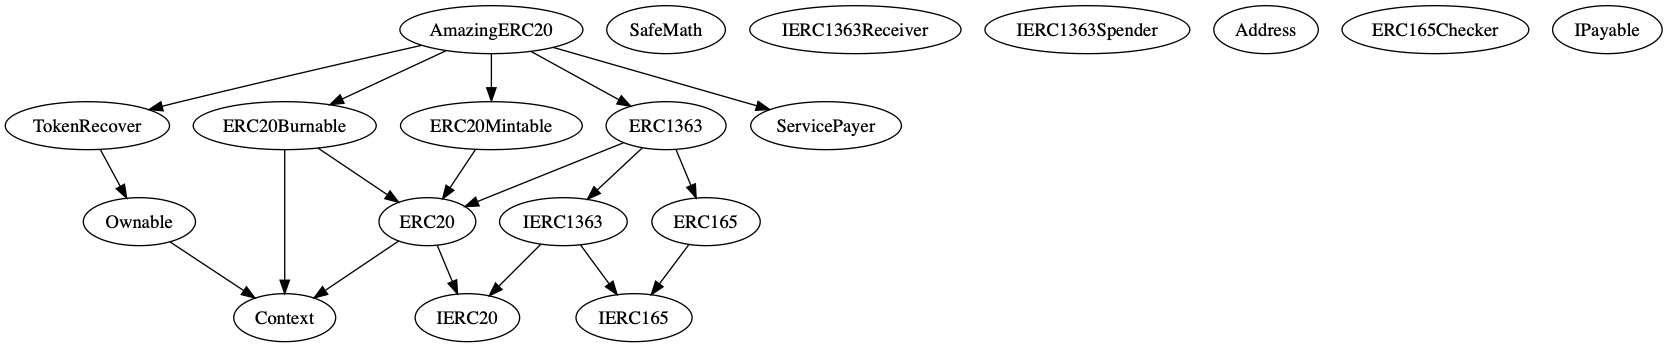 AmazingERC20
SafeMath
IERC1363Receiver
IERC1363Spender
Address
ERC165Checker
IPayable
TokenRecover
ERC20Burnable
ERC20Mintable
ERC1363
ServicePayer
Ownable
ERC20
IERC1363
ERC165
Context
IERC20
IERC165